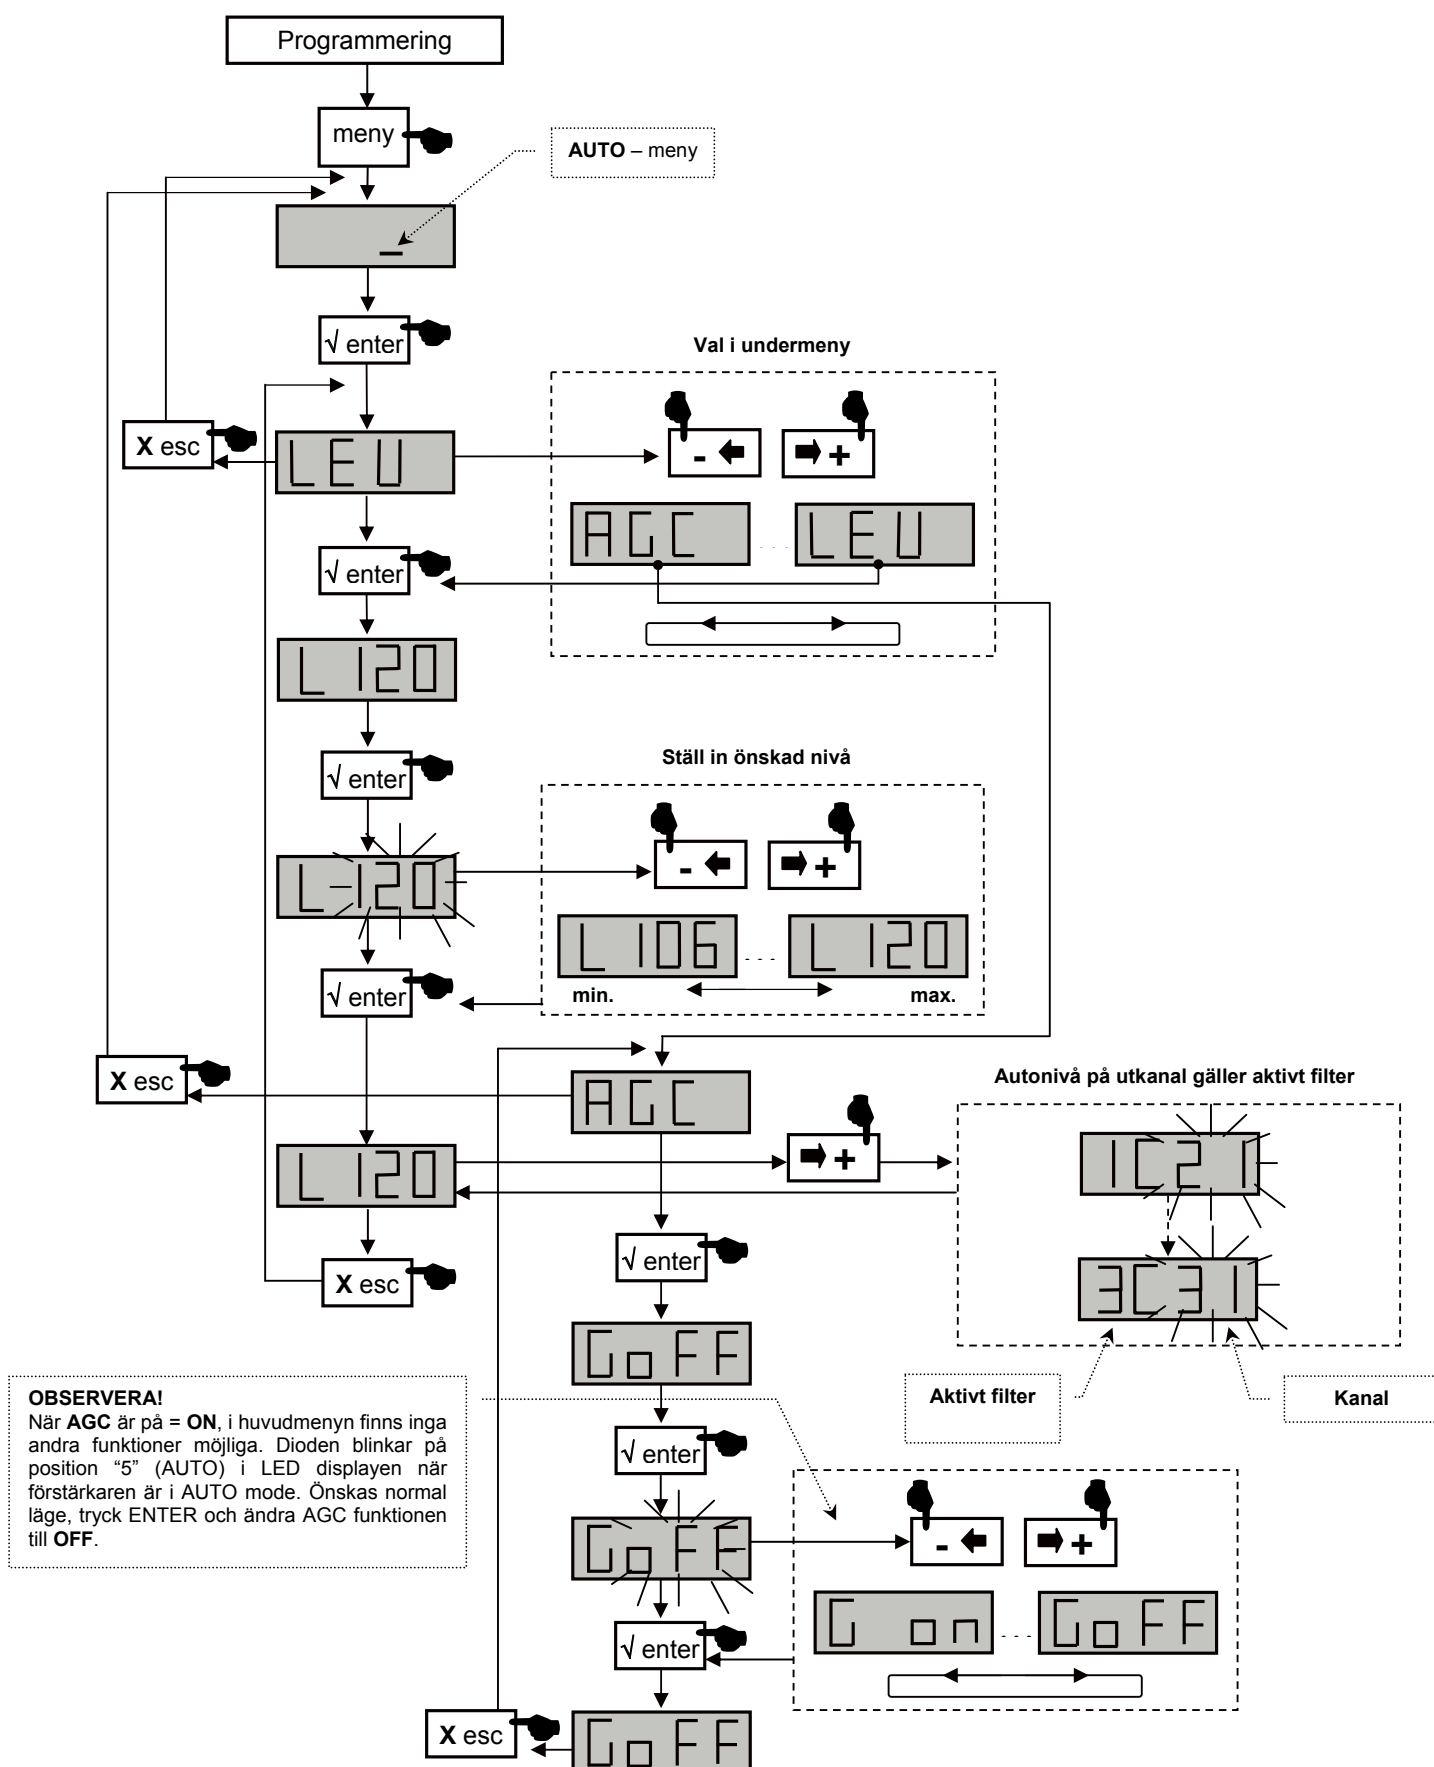 Programmering
meny
AUTO – meny
√ enter
Val i undermeny
X esc
LEU
- +
AGC . . . LEU
√ enter
L 120
√ enter
Ställ in önskad nivå
L 120
- +
L 106 . . . L 120
min. max.
√ enter
X esc
AGC
Autonivå på utkanal gäller aktivt filter
1C21
+
L 120
√ enter
3C31
X esc
GoFF
Aktivt filter
Kanal
OBSERVERA!
När AGC är på = ON, i huvudmenyn finns inga
andra funktioner möjliga. Dioden blinkar på
position “5” (AUTO) i LED displayen när
förstärkaren är i AUTO mode. Önskas normal
läge, tryck ENTER och ändra AGC funktionen
till OFF.
√ enter
GoFF
- +
G on . . . GoFF
√ enter
X esc
GoFF